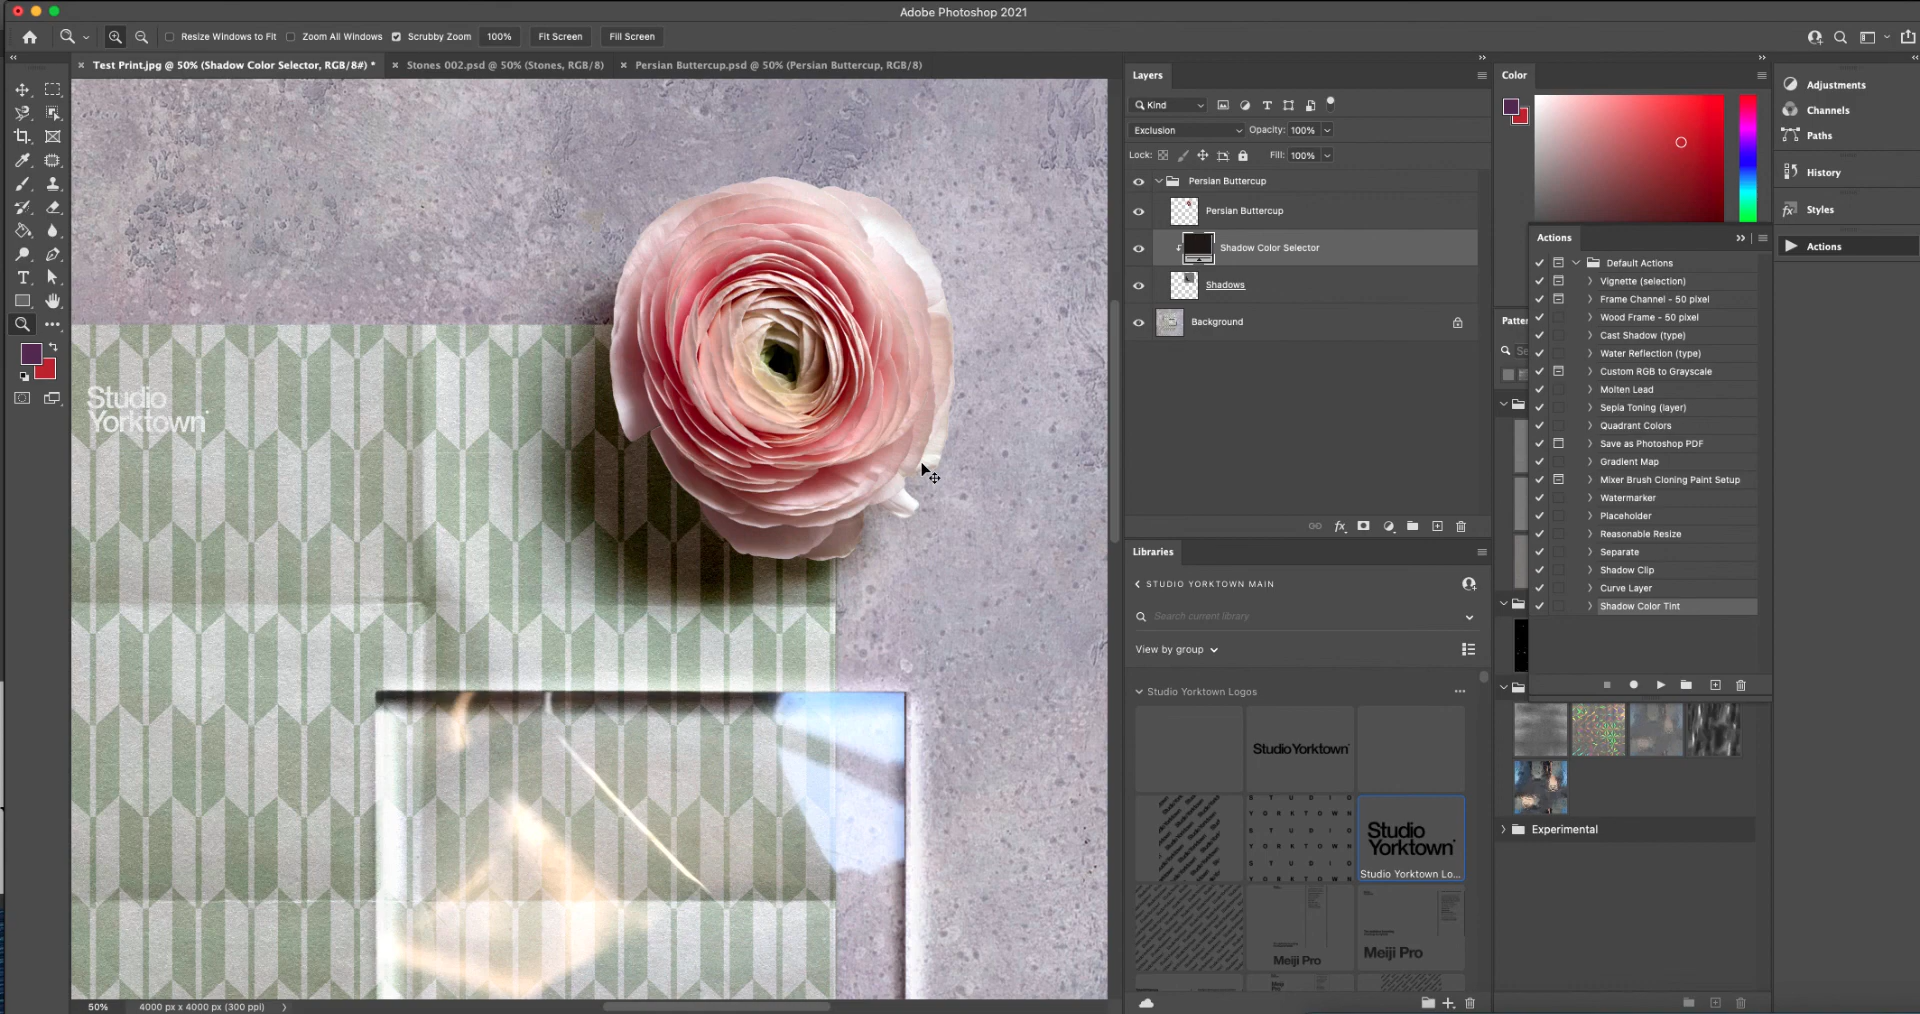 Adobe Photoshop 2021
Resize Windows to Fit
Zoom All Windows
Scrubby Zoom
100%
Fit Screen
Fill Screen
Test Print.jpg @ 50% (Shadow Color Selector, RGB/8#) *
Stones 002.psd @ 50% (Stones, RGB/8)
Persian Buttercup.psd @ 50% (Persian Buttercup, RGB/8)
Studio
Yorktown
50%
4000 px x 4000 px (300 ppi)
Layers
Kind
Exclusion
Opacity: 100%
Lock:
Fill: 100%
Persian Buttercup
Persian Buttercup
Shadow Color Selector
Shadows
Background
fx
Libraries
STUDIO YORKTOWN MAIN
Search current library
View by group
Studio Yorktown Logos
Studio Yorktown
S T U D I O
Y O R K T O W N
S T U D I O
Y O R K T O W N
S T U D I O
Studio
Yorktown
Studio Yorktown Lo...
Meiji Pro
Meiji Pro
Color
Patter
Se
Actions
Default Actions
Vignette (selection)
Frame Channel - 50 pixel
Wood Frame - 50 pixel
Cast Shadow (type)
Water Reflection (type)
Custom RGB to Grayscale
Molten Lead
Sepia Toning (layer)
Quadrant Colors
Save as Photoshop PDF
Gradient Map
Mixer Brush Cloning Paint Setup
Watermarker
Placeholder
Reasonable Resize
Separate
Shadow Clip
Curve Layer
Shadow Color Tint
Experimental
Adjustments
Channels
Paths
History
fx Styles
Actions